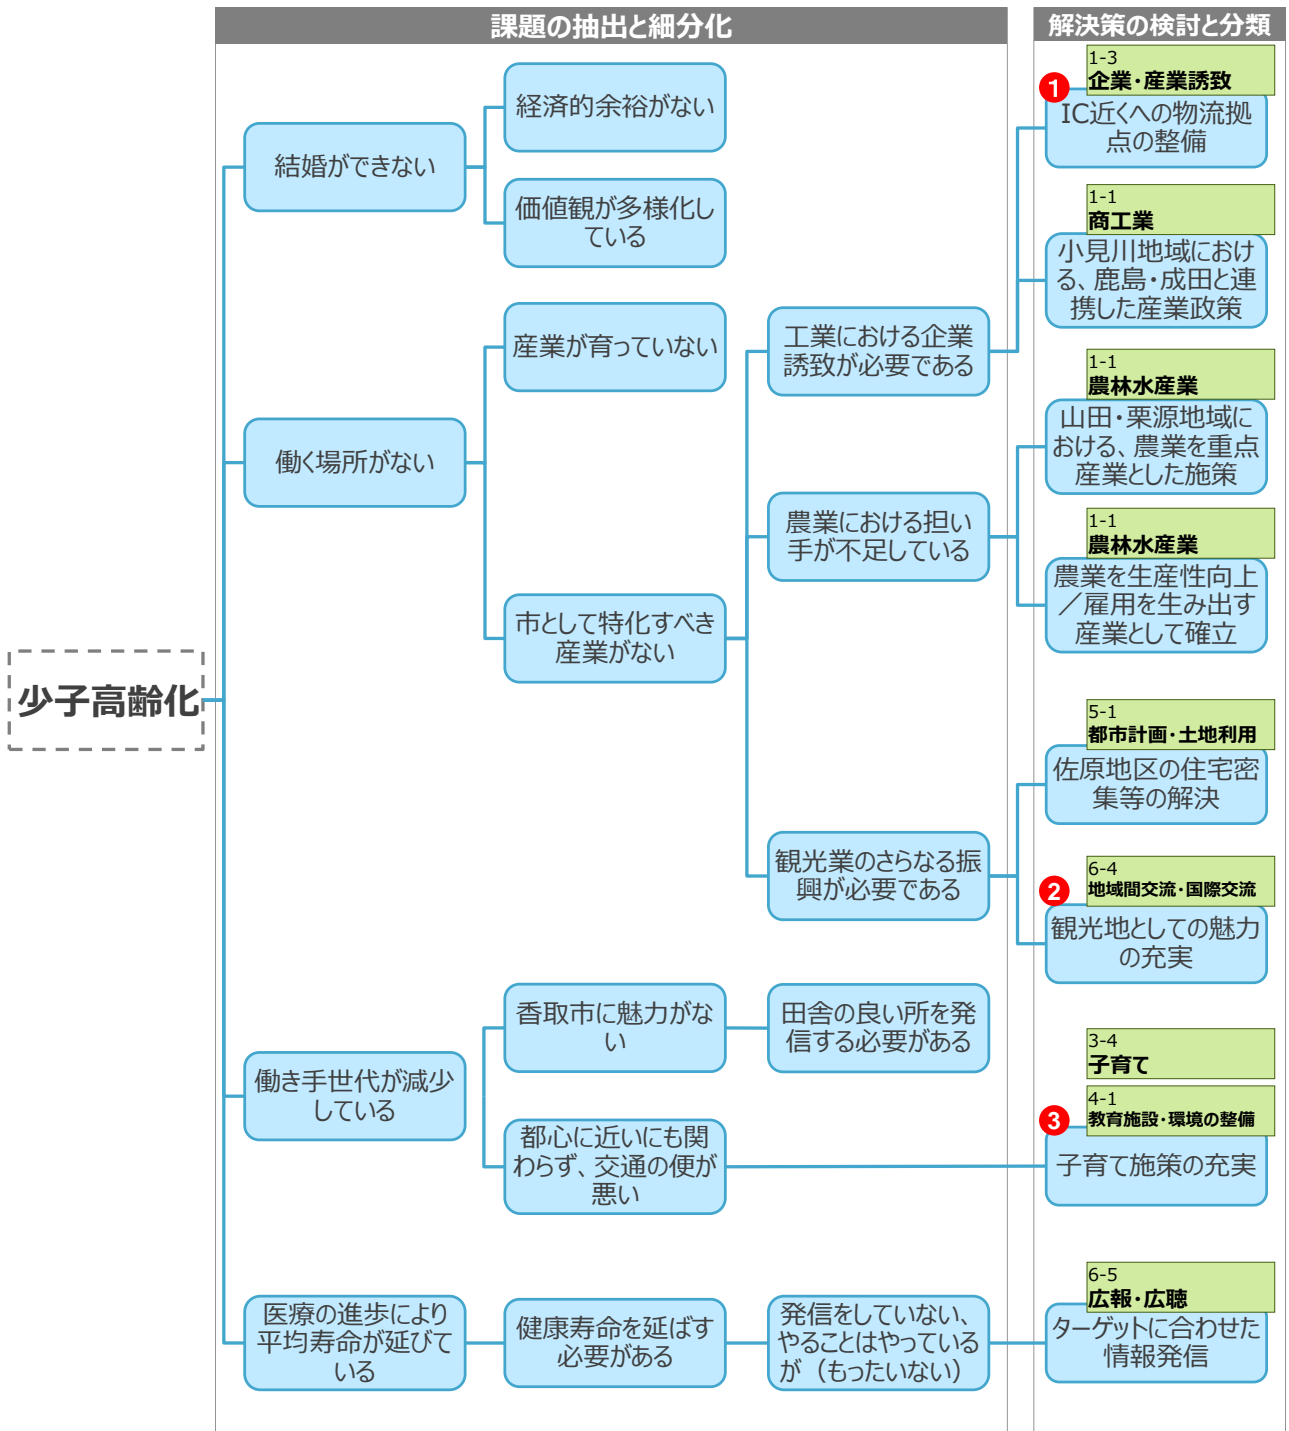 課題の抽出と細分化
解決策の検討と分類
少子高齢化
結婚ができない
経済的余裕がない
価値観が多様化し
ている
働く場所がない
産業が育っていない
市として特化すべき
産業がない
工業における企業
誘致が必要である
1-3
企業・産業誘致
1
IC近くへの物流拠
点の整備
1-1
商工業
小見川地域におけ
る、鹿島・成田と連
携した産業政策
農業における担い
手が不足している
1-1
農林水産業
山田・栗源地域に
おける、農業を重点
産業とした施策
1-1
農林水産業
農業を生産性向上
／雇用を生み出す
産業として確立
観光業のさらなる振
興が必要である
5-1
都市計画・土地利用
佐原地区の住宅密
集等の解決
6-4
地域間交流・国際交流
2
観光地としての魅力
の充実
働き手世代が減少
している
香取市に魅力がな
い
田舎の良い所を発
信する必要がある
都心に近いにも関
わらず、交通の便が
悪い
3-4
子育て
4-1
教育施設・環境の整備
3
子育て施策の充実
医療の進歩により
平均寿命が延びて
いる
健康寿命を延ばす
必要がある
発信をしていない、
やることはやっている
が（もったいない）
6-5
広報・広聴
ターゲットに合わせた
情報発信